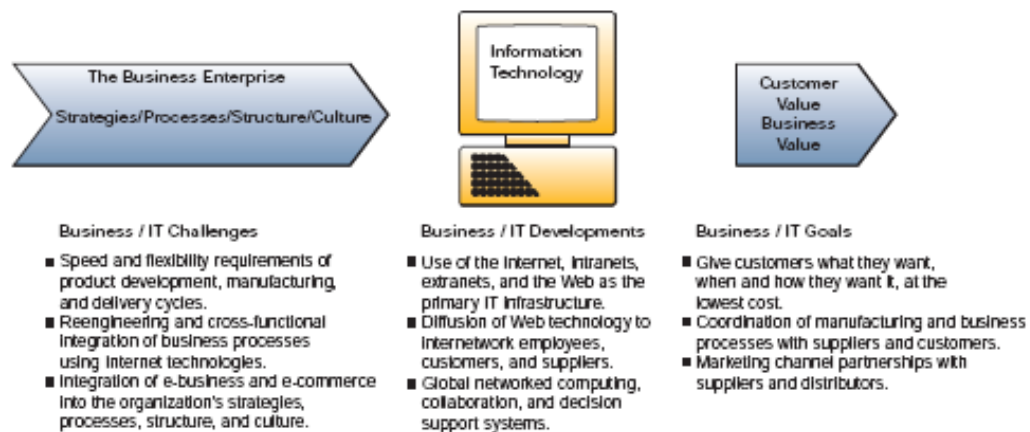 The Business Enterprise
Strategies/Processes/Structure/Culture
Information
Technology
Customer
Value
Business
Value
Business / IT Challenges
■ Speed and flexibility requirements of
product development, manufacturing,
and delivery cycles.
■ Reengineering and cross-functional
integration of business processes
using Internet technologies.
■ Integration of e-business and e-commerce
into the organization's strategies,
processes, structure, and culture.
Business / IT Developments
■ Use of the Internet, intranets,
extranets, and the Web as the
primary IT infrastructure.
■ Diffusion of Web technology to
internetwork employees,
customers, and suppliers.
■ Global networked computing,
collaboration, and decision
support systems.
Business / IT Goals
■ Give customers what they want,
when and how they want it, at the
lowest cost.
■ Coordination of manufacturing and business
processes with suppliers and customers.
■ Marketing channel partnerships with
suppliers and distributors.